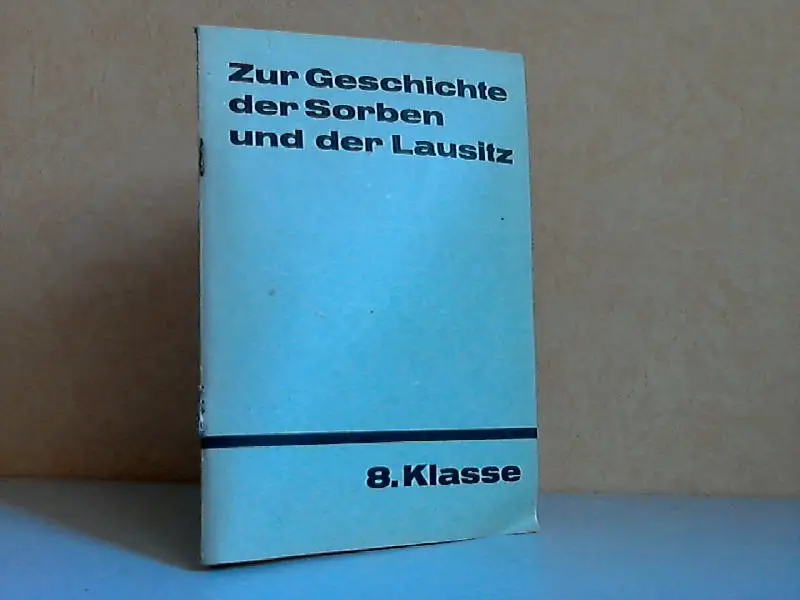 Zur Geschichte
der Sorben
und der Lausitz
8. Klasse